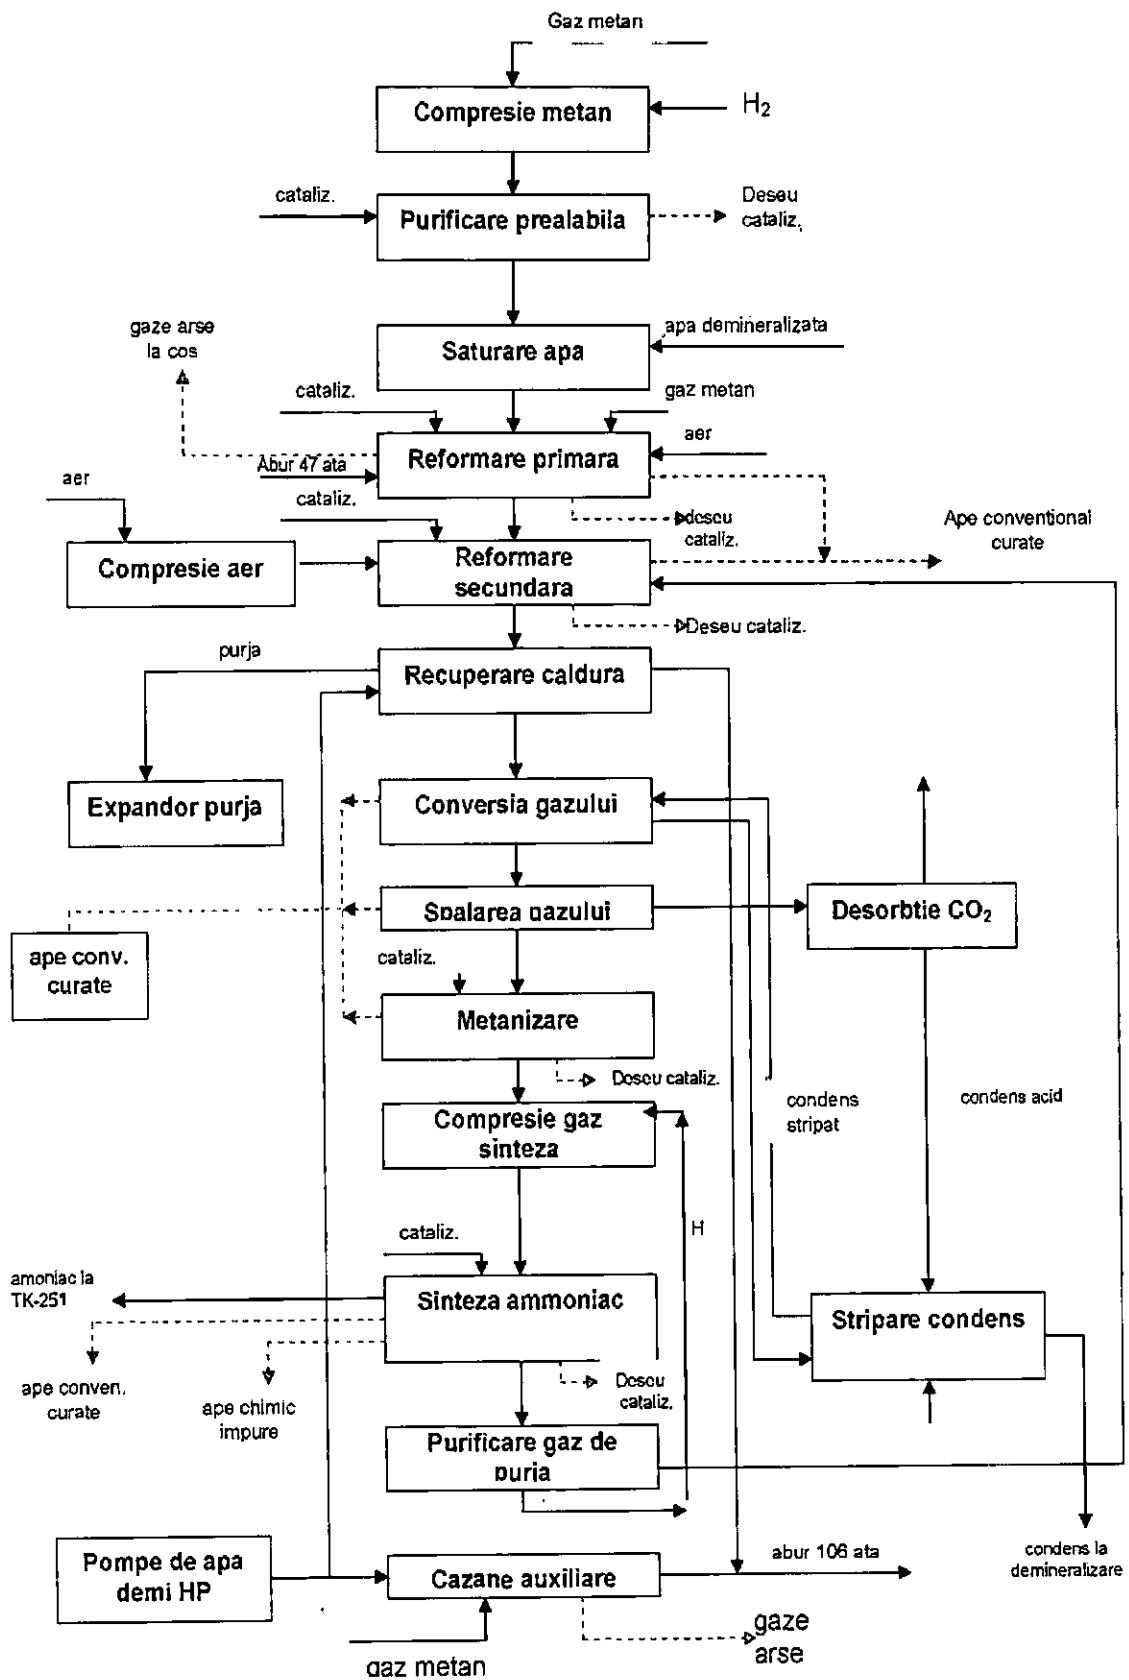 Gaz metan
Compresie metan
H₂
cataliz.
Purificare prealabila
Deseu
cataliz.
gaze arse
la cos
Saturare apa
apa demineralizata
cataliz.
gaz metan
Reformare primara
aer
Abur 47 ata
aer
cataliz.
deseu
cataliz.
Ape conventional
curate
Compresie aer
Reformare
secundara
Deseu cataliz.
purja
Recuperare caldura
Expandor purja
Conversia gazului
Spalarea gazului
Desorbtie CO₂
ape conv.
curate
cataliz.
Metanizare
Deseu cataliz.
condens
stripat
condens acid
Compresie gaz
sinteza
H
cataliz.
amoniac la
TK-251
Sinteza ammoniac
Stripare condens
ape conven.
curate
ape chimic
impure
Deseu
cataliz.
Purificare gaz de
purja
Pompe de apa
demi HP
Cazane auxiliare
abur 106 ata
condens la
demineralizare
gaze
arse
gaz metan